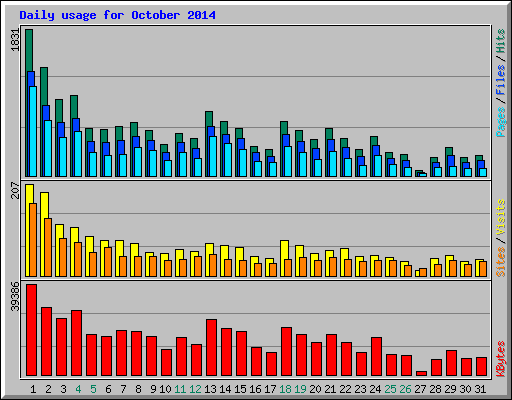 Daily usage for October 2014
1831
Pages / Files / Hits
207
Sites / Visits
39386
KBytes
1 2 3 4 5 6 7 8 9 10 11 12 13 14 15 16 17 18 19 20 21 22 23 24 25 26 27 28 29 30 31